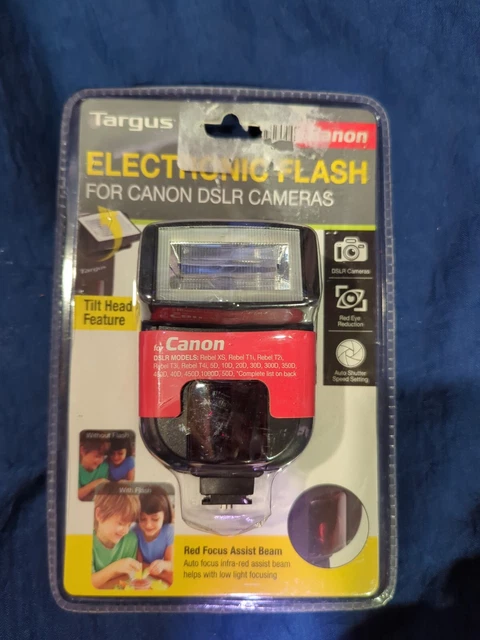 Targus
Canon
ELECTRONIC FLASH
FOR CANON DSLR CAMERAS
Targus
Tilt Head
Feature
DSLR Cameras
Red Eye
Reduction
Auto Shutter
Speed Setting
for Canon
DSLR MODELS: Rebel XS, Rebel T1i, Rebel T2i,
Rebel T3i, Rebel T4i, 5D, 10D, 20D, 30D, 300D, 350D,
40D, 450D, 1000D, 50D, *Complete list on back
Without Flash
With Flash
Red Focus Assist Beam
Auto focus infra-red assist beam
helps with low light focusing